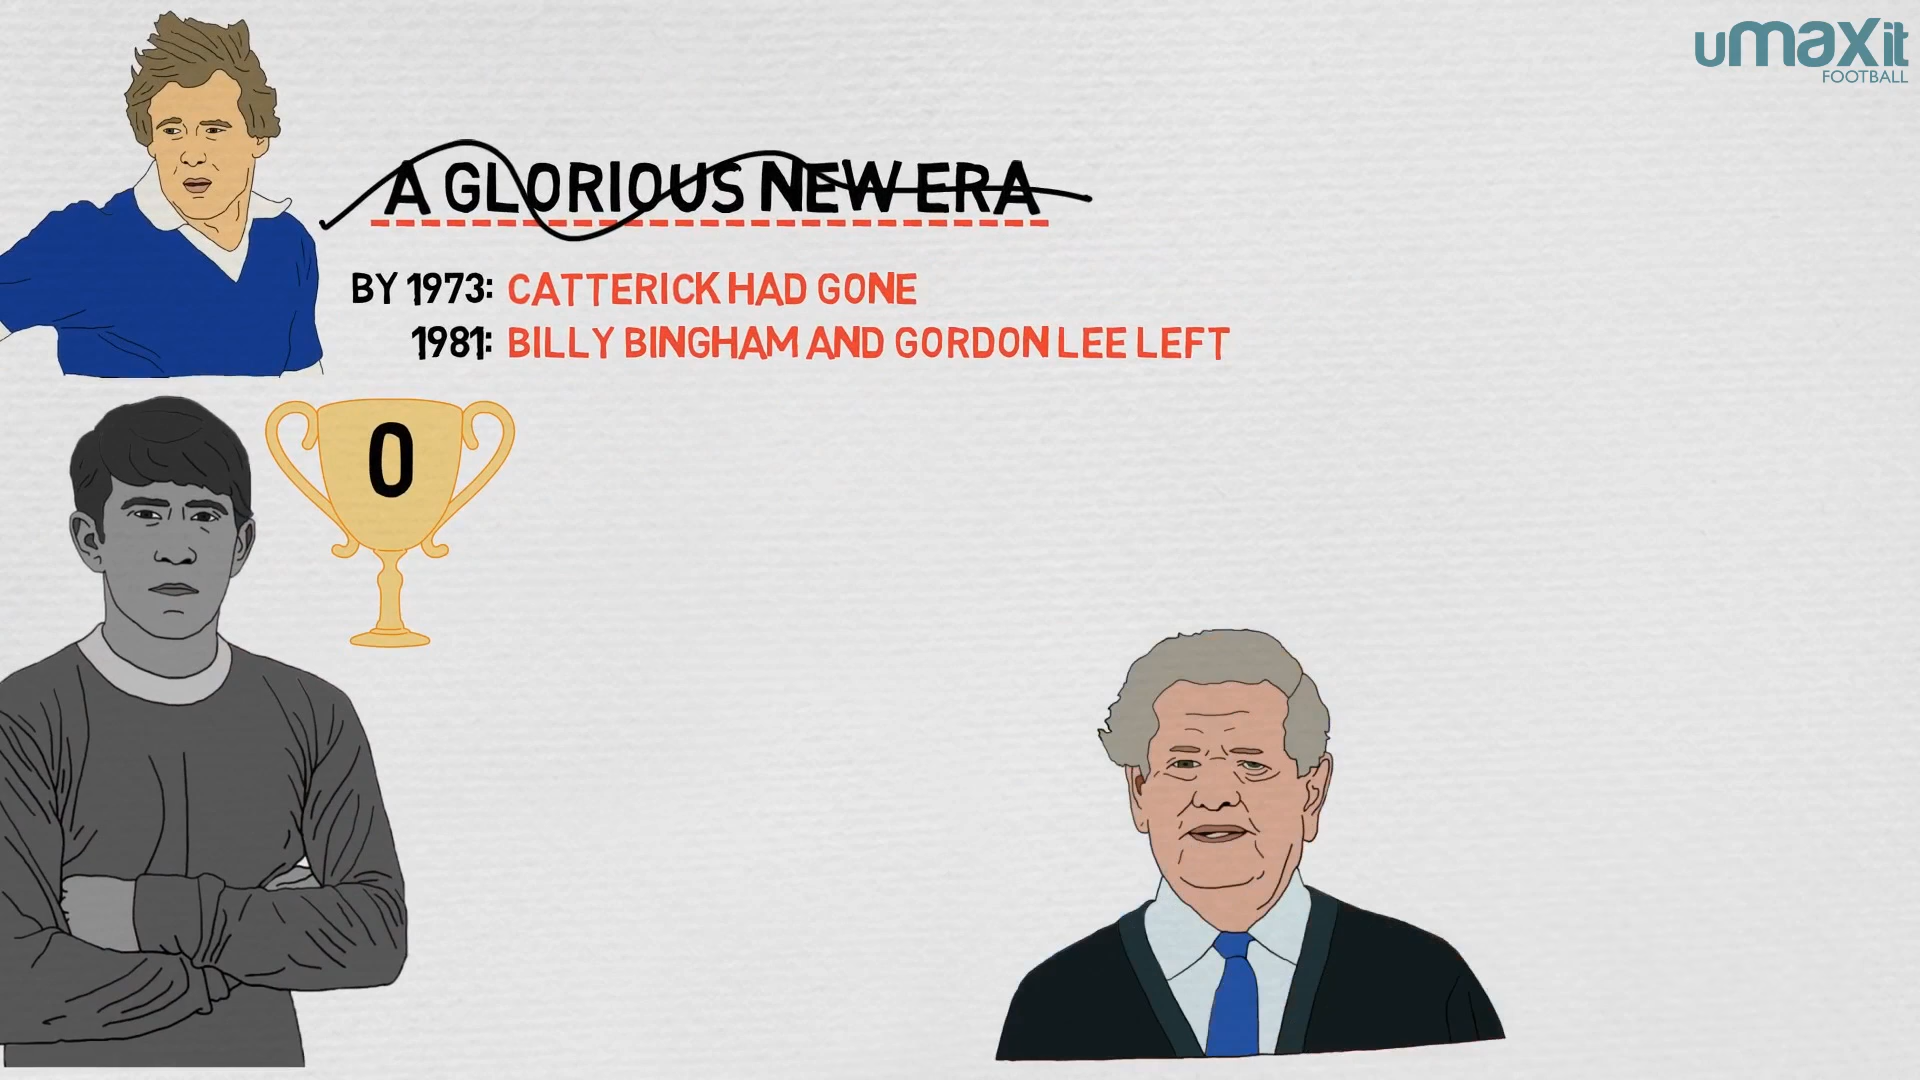 umaxit
FOOTBALL
A GLORIOUS NEW ERA
BY 1973: CATTERICK HAD GONE
1981: BILLY BINGHAM AND GORDON LEE LEFT
0